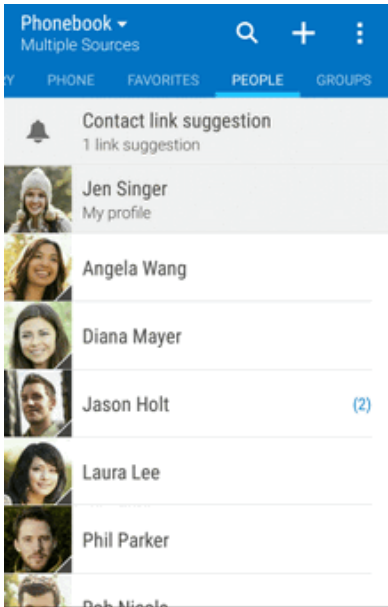 Phonebook
Multiple Sources
RY PHONE FAVORITES PEOPLE GROUPS
Contact link suggestion
1 link suggestion
Jen Singer
My profile
Angela Wang
Diana Mayer
Jason Holt (2)
Laura Lee
Phil Parker